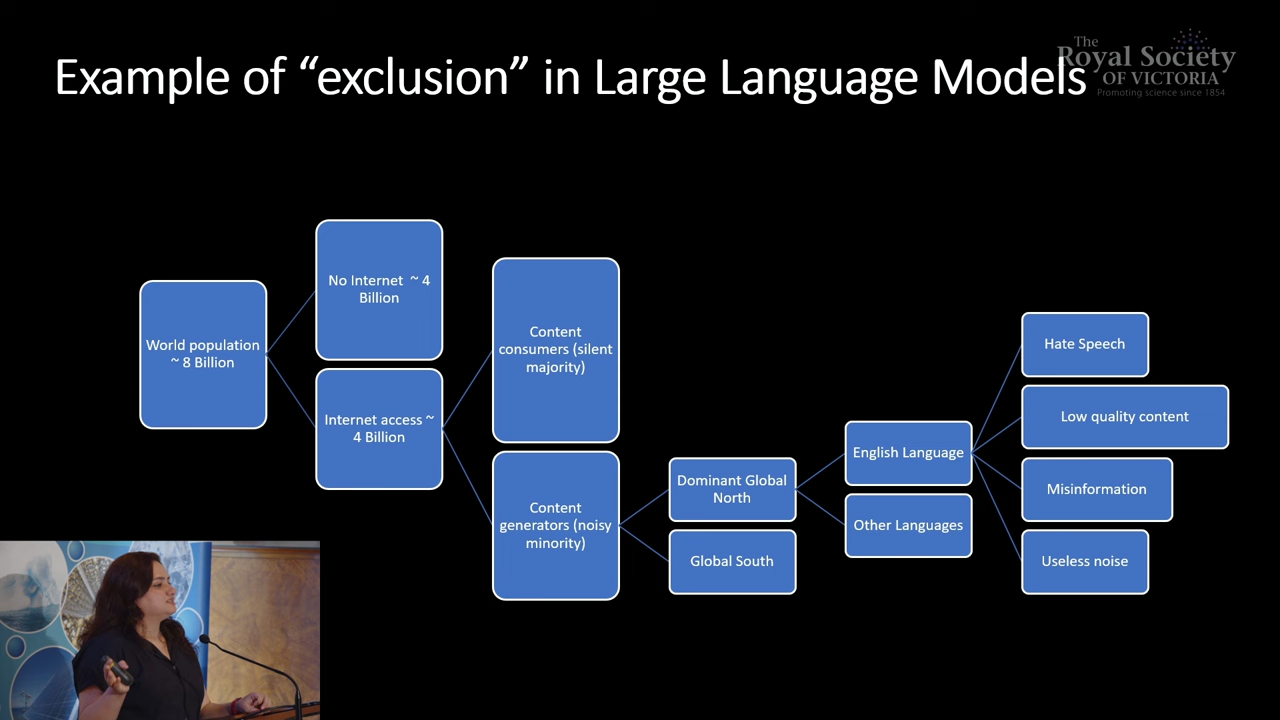 Example of “exclusion” in Large Language Models
The
Royal Society
OF VICTORIA
Promoting science since 1854
World population
~ 8 Billion
No Internet ~ 4
Billion
Internet access ~
4 Billion
Content
consumers (silent
majority)
Content
generators (noisy
minority)
Dominant Global
North
Global South
English Language
Other Languages
Hate Speech
Low quality content
Misinformation
Useless noise